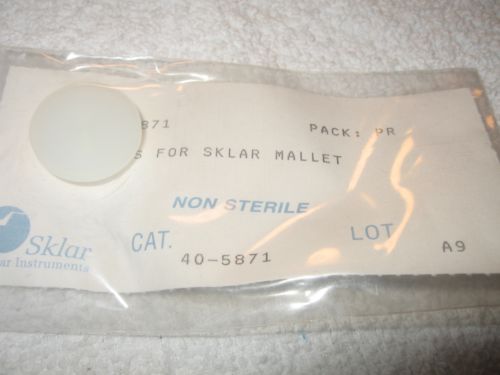 871 PACK: PR
S FOR SKLAR MALLET
NON STERILE
Sklar
ar Instruments
CAT. LOT
40-5871 A9